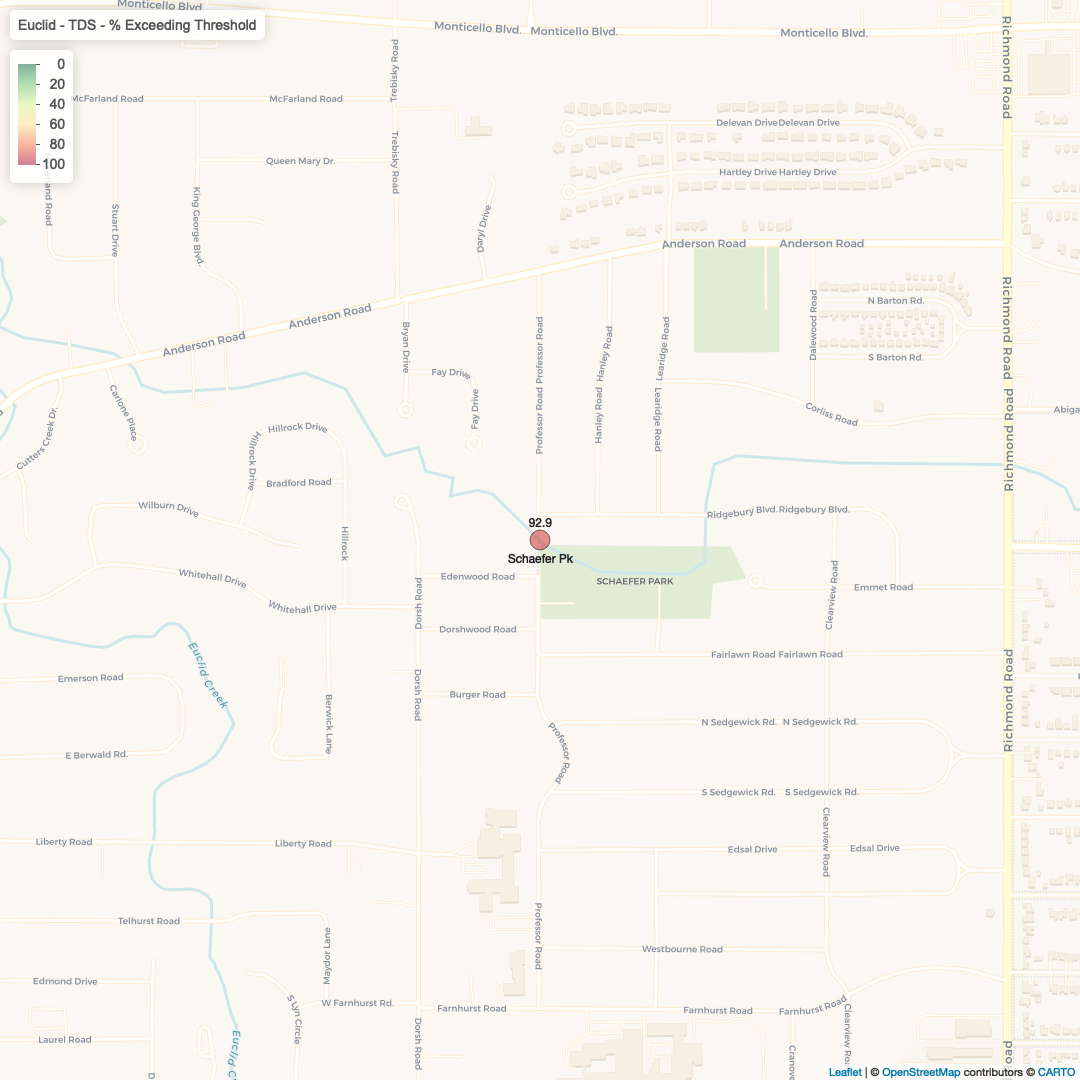 Monticello Blvd
Euclid - TDS - % Exceeding Threshold
Monticello Blvd. Monticello Blvd.
Monticello Blvd.
Richmond Road
0
20
40
60
80
100
Trebisky Road
McFarland Road
McFarland Road
Delevan Drive Delevan Drive
Queen Mary Dr.
Trebisky Road
Hartley Drive Hartley Drive
King George Blvd.
Stuart Drive
Daryl Drive
Anderson Road
Anderson Road
Richmond Road
N Barton Rd.
Dalewood Road
S Barton Rd.
Anderson Road
Anderson Road
Bryan Drive
Professor Road
Professor Road
Hanley Road
Hanley Road
Learidge Road
Learidge Road
Fay Drive
Fay Drive
Carlone Place
Cutters Creek Dr.
Corliss Road
Richmond Road
Abiga
Hillrock Drive
Hillrock Drive
Bradford Road
Wilburn Drive
Hillrock
Ridgebury Blvd. Ridgebury Blvd.
92.9
Schaefer Pk
SCHAEFER PARK
Edenwood Road
Whitehall Drive
Whitehall Drive
Dorsh Road
Clearview Road
Emmet Road
Dorshwood Road
Fairlawn Road Fairlawn Road
Euclid Creek
Emerson Road
Dorsh Road
Burger Road
Berwick Lane
Richmond Road
N Sedgewick Rd. N Sedgewick Rd.
Professor Road
E Berwald Rd.
S Sedgewick Rd. S Sedgewick Rd.
Liberty Road
Liberty Road
Clearview Road
Edsal Drive
Edsal Drive
Telhurst Road
Professor Road
Maydor Lane
Westbourne Road
Edmond Drive
S Lyn Circle
W Farnhurst Rd.
Farnhurst Road
Farnhurst Road
Farnhurst Road
Laurel Road
Dorsh Road
Leaflet | © OpenStreetMap contributors © CARTO